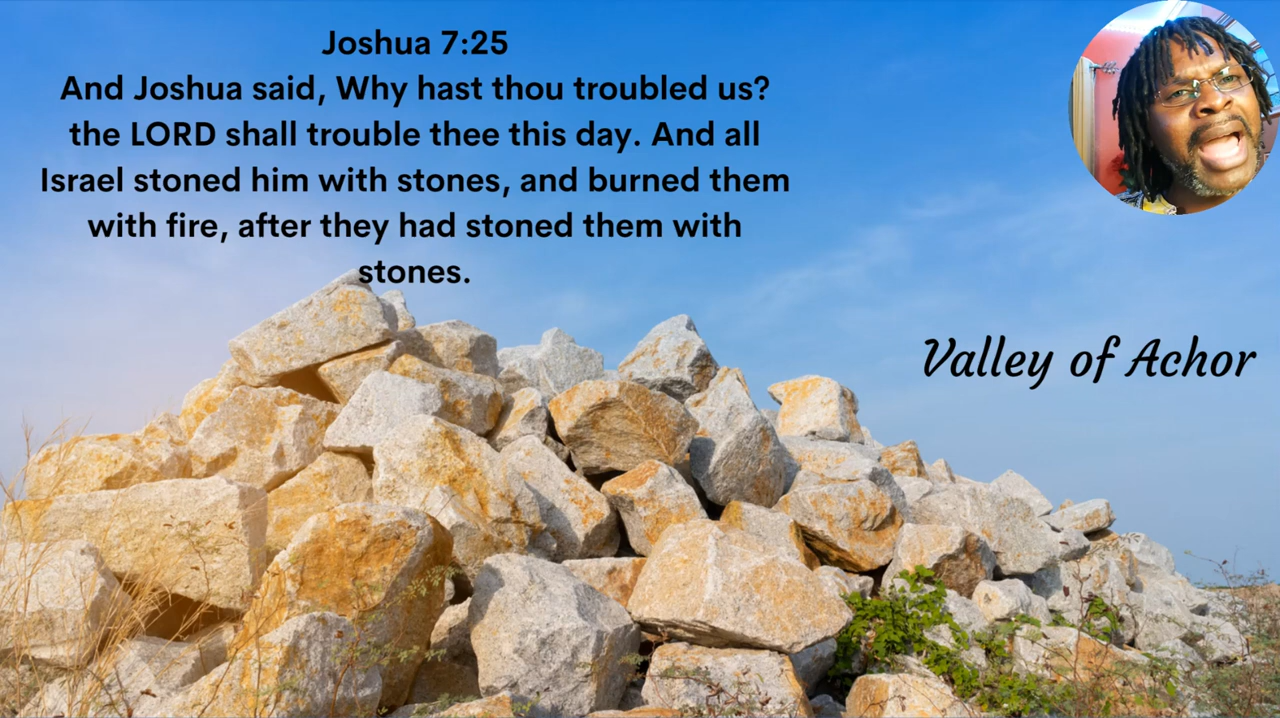 Joshua 7:25
And Joshua said, Why hast thou troubled us?
the LORD shall trouble thee this day. And all
Israel stoned him with stones, and burned them
with fire, after they had stoned them with
stones.
Valley of Achor